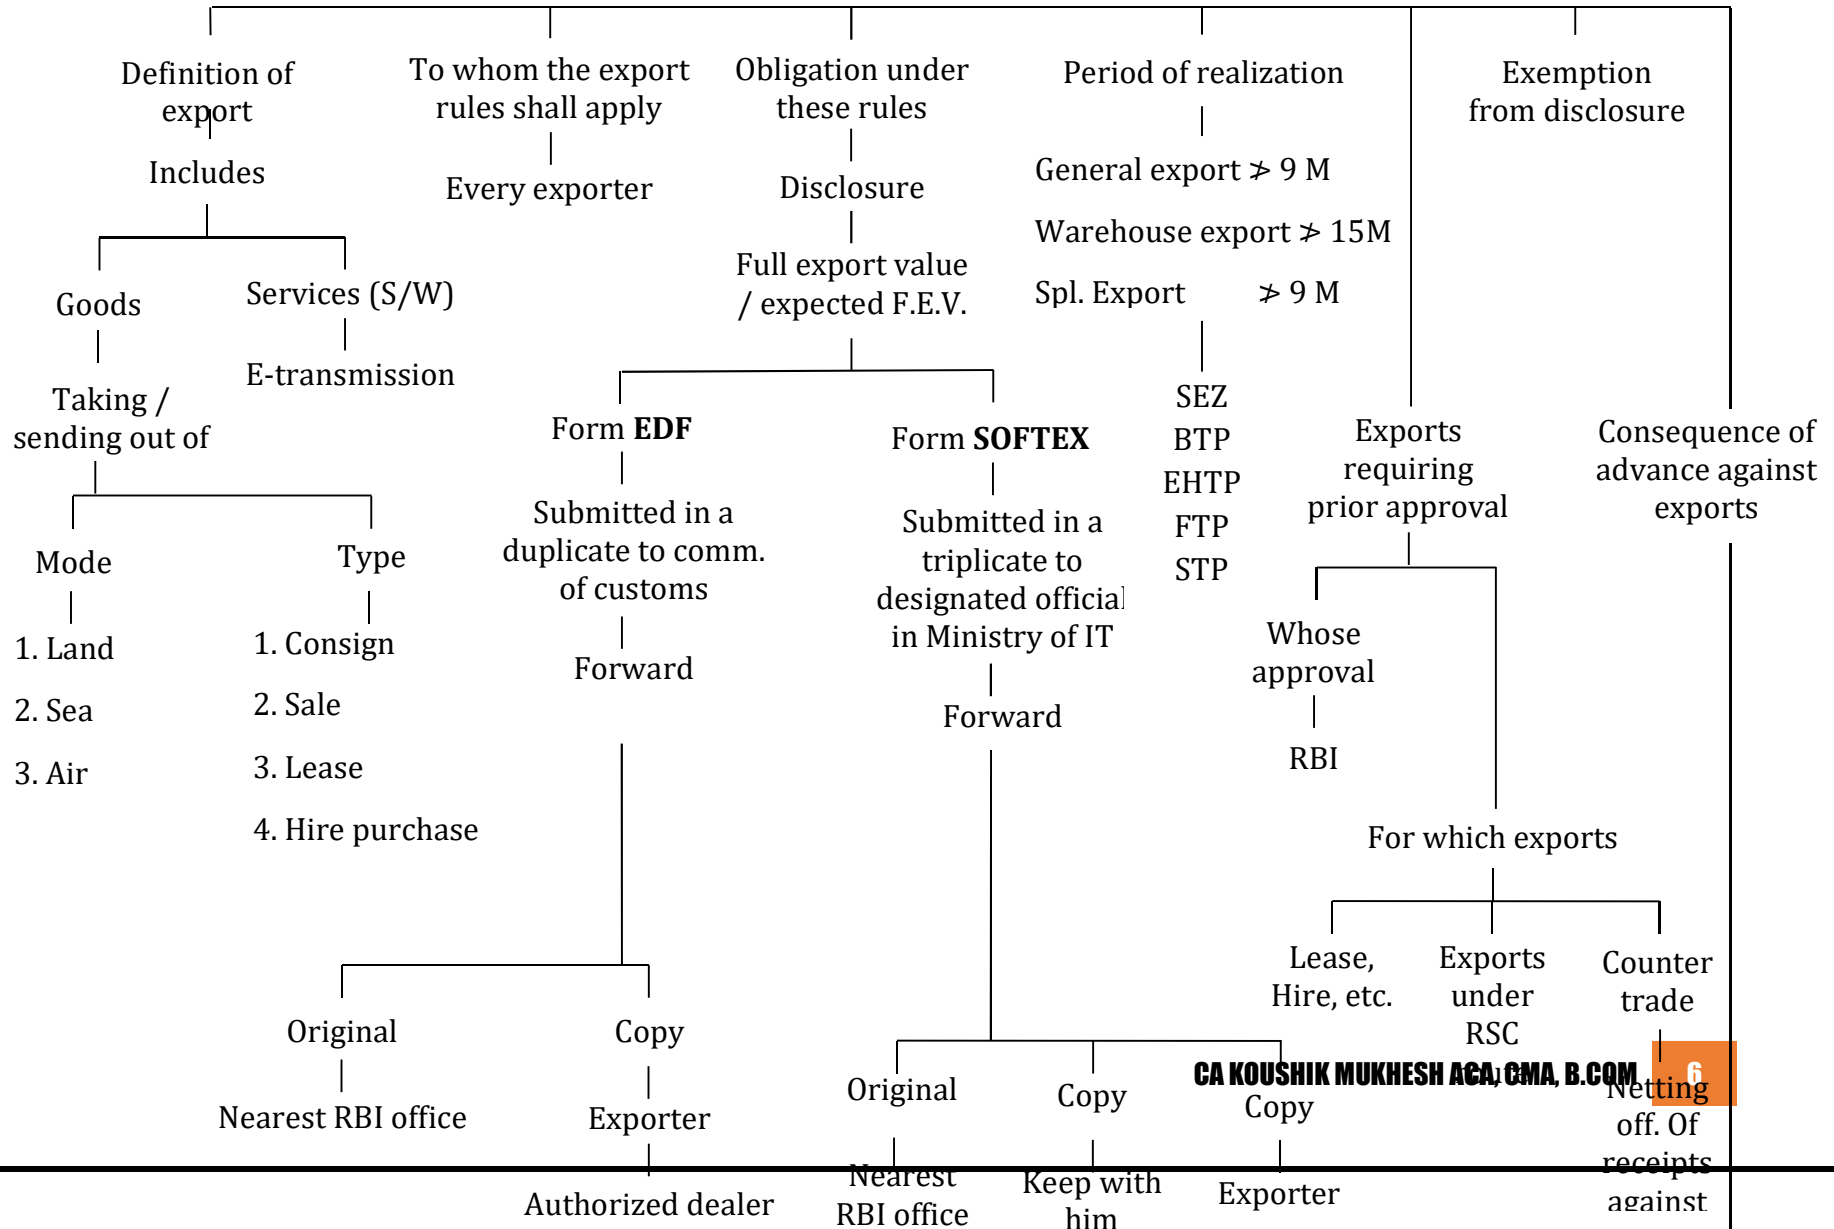 Definition of
export
Includes
Goods
Taking /
sending out of
Mode
1. Land
2. Sea
3. Air
Type
1. Consign
2. Sale
3. Lease
4. Hire purchase
Services (S/W)
E-transmission
To whom the export
rules shall apply
Every exporter
Obligation under
these rules
Disclosure
Full export value
/ expected F.E.V.
Form EDF
Submitted in a
duplicate to comm.
of customs
Forward
Original
Nearest RBI office
Copy
Exporter
Authorized dealer
Form SOFTEX
Submitted in a
triplicate to
designated official
in Ministry of IT
Forward
Original
Nearest
RBI office
Copy
Keep with
him
Copy
Exporter
Period of realization
General export ≯ 9 M
Warehouse export ≯ 15M
Spl. Export ≯ 9 M
SEZ
BTP
EHTP
FTP
STP
Exports
requiring
prior approval
Whose
approval
RBI
For which exports
Lease,
Hire, etc.
Exports
under
RSC
Counter
trade
Netting
off. Of
receipts
against
Exemption
from disclosure
Consequence of
advance against
exports
CA KOUSHIK MUKHESH ACA, CMA, B.COM
6